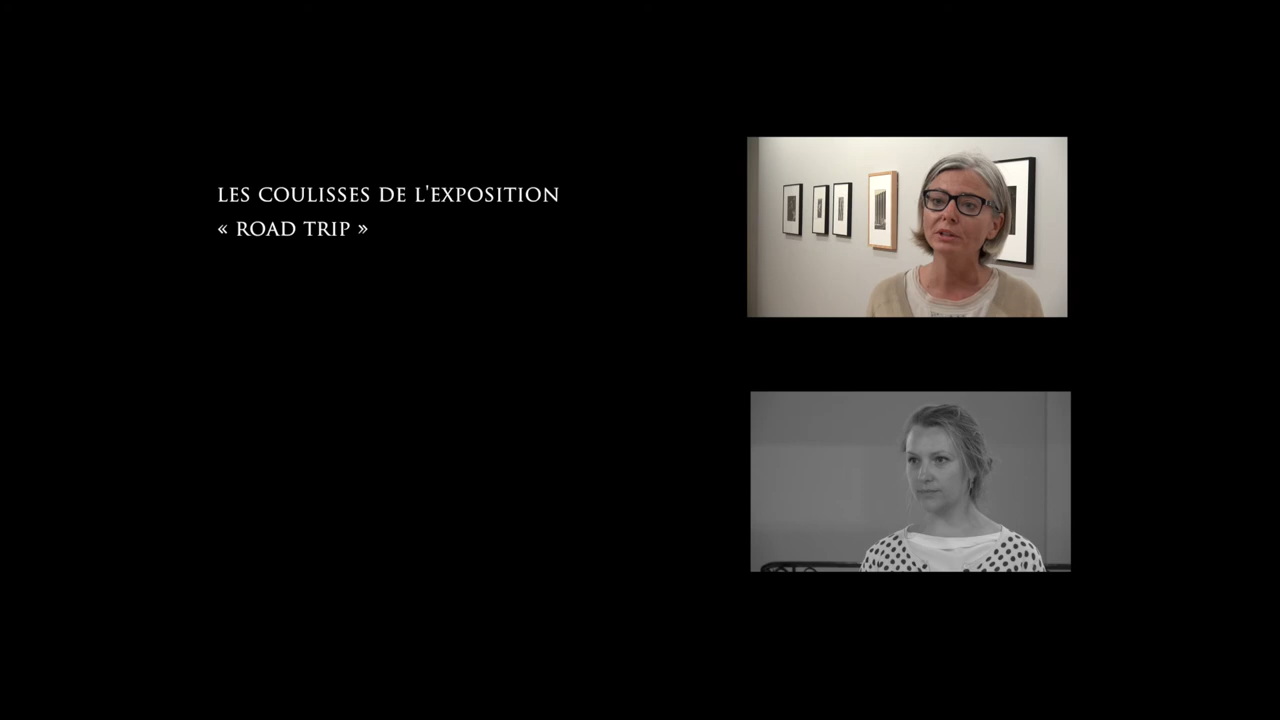 LES COULISSES DE L'EXPOSITION
« ROAD TRIP »